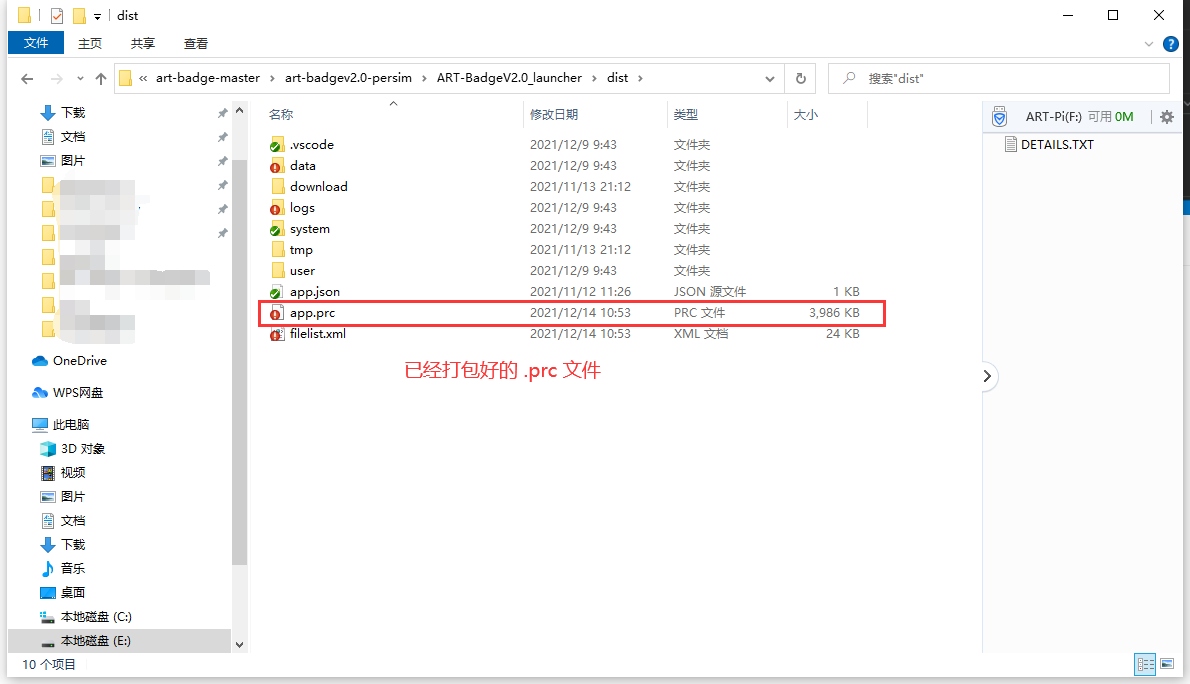 dist
文件 主页 共享 查看
« art-badge-master › art-badgev2.0-persim › ART-BadgeV2.0_launcher › dist ›
搜索"dist"
下载
文档
图片
OneDrive
WPS网盘
此电脑
3D 对象
视频
图片
文档
下载
音乐
桌面
本地磁盘 (C:)
本地磁盘 (E:)
名称 修改日期 类型 大小
.vscode 2021/12/9 9:43 文件夹
data 2021/12/9 9:43 文件夹
download 2021/11/13 21:12 文件夹
logs 2021/12/9 9:43 文件夹
system 2021/12/9 9:43 文件夹
tmp 2021/11/13 21:12 文件夹
user 2021/12/9 9:43 文件夹
app.json 2021/11/12 11:26 JSON 源文件 1 KB
app.prc 2021/12/14 10:53 PRC 文件 3,986 KB
filelist.xml 2021/12/14 10:53 XML 文档 24 KB
已经打包好的 .prc 文件
ART-Pi(F:) 可用 0M
DETAILS.TXT
10 个项目